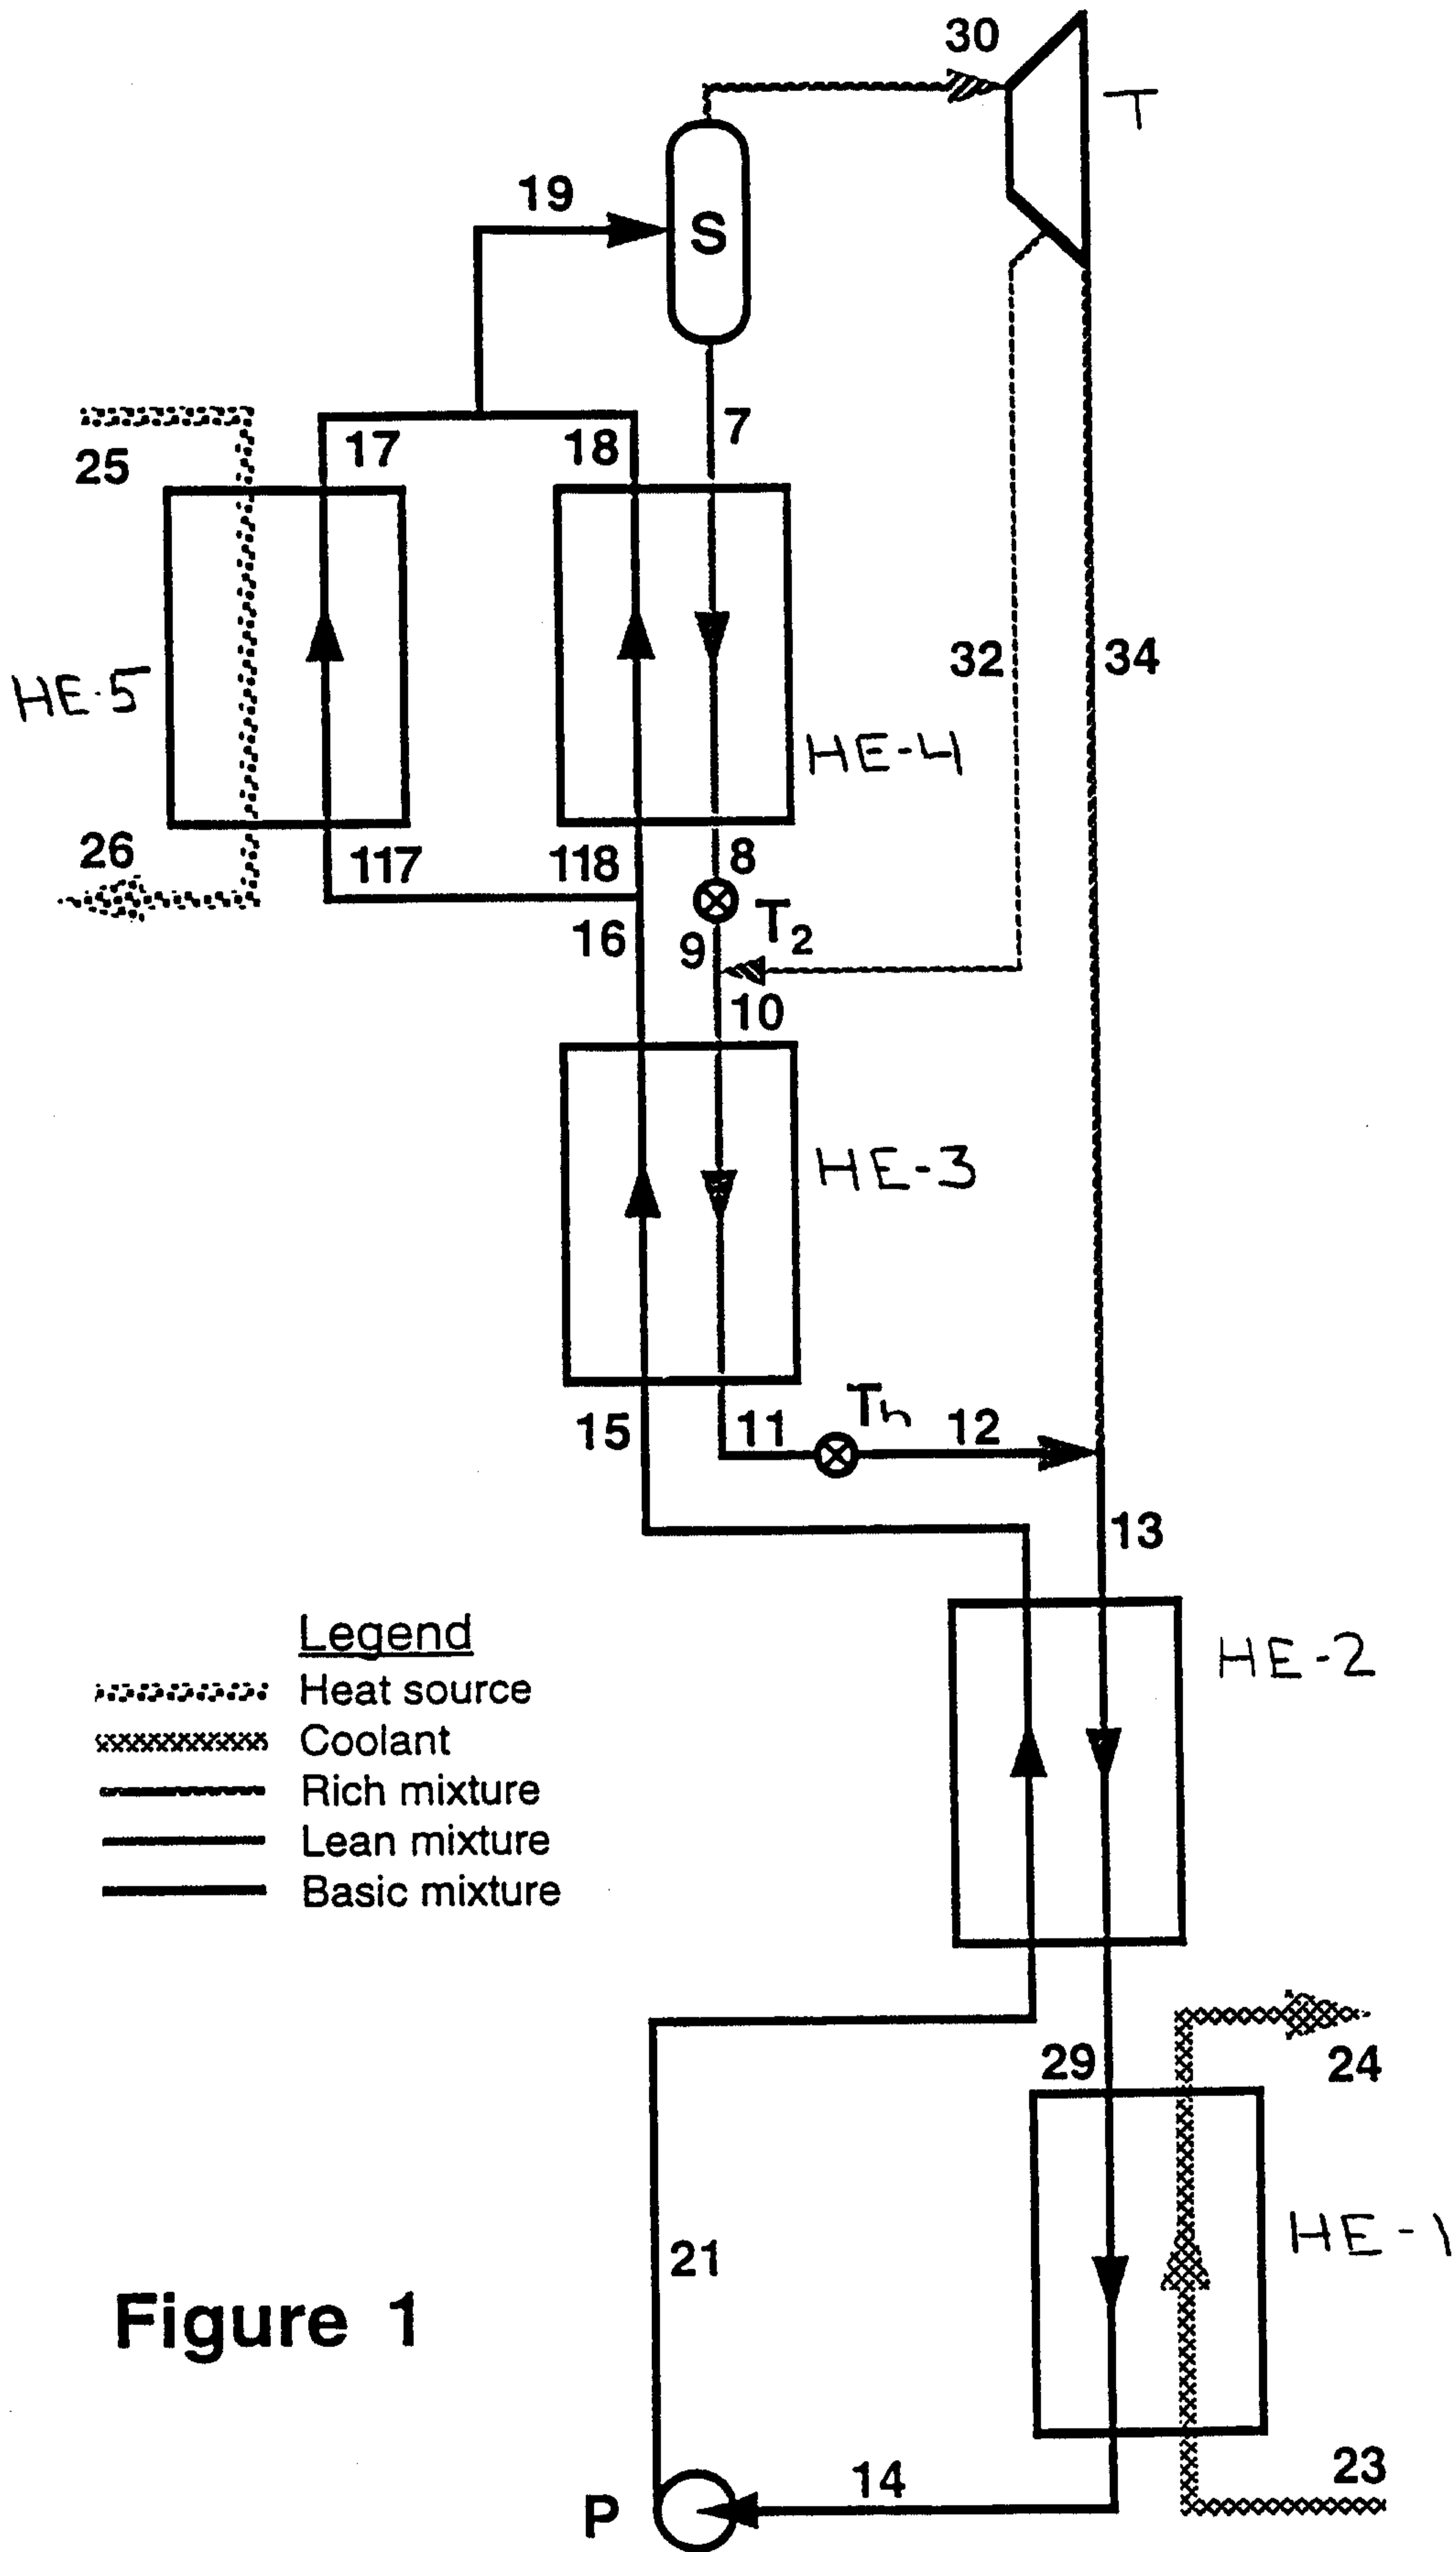 30
T
19
S
7
17
18
25
32
34
HE-5
HE-4
26
117
118
8
16
9
T2
10
HE-3
15
11
Th
12
13
Legend
Heat source
Coolant
Rich mixture
Lean mixture
Basic mixture
HE-2
29
24
21
HE-1
Figure 1
14
23
P